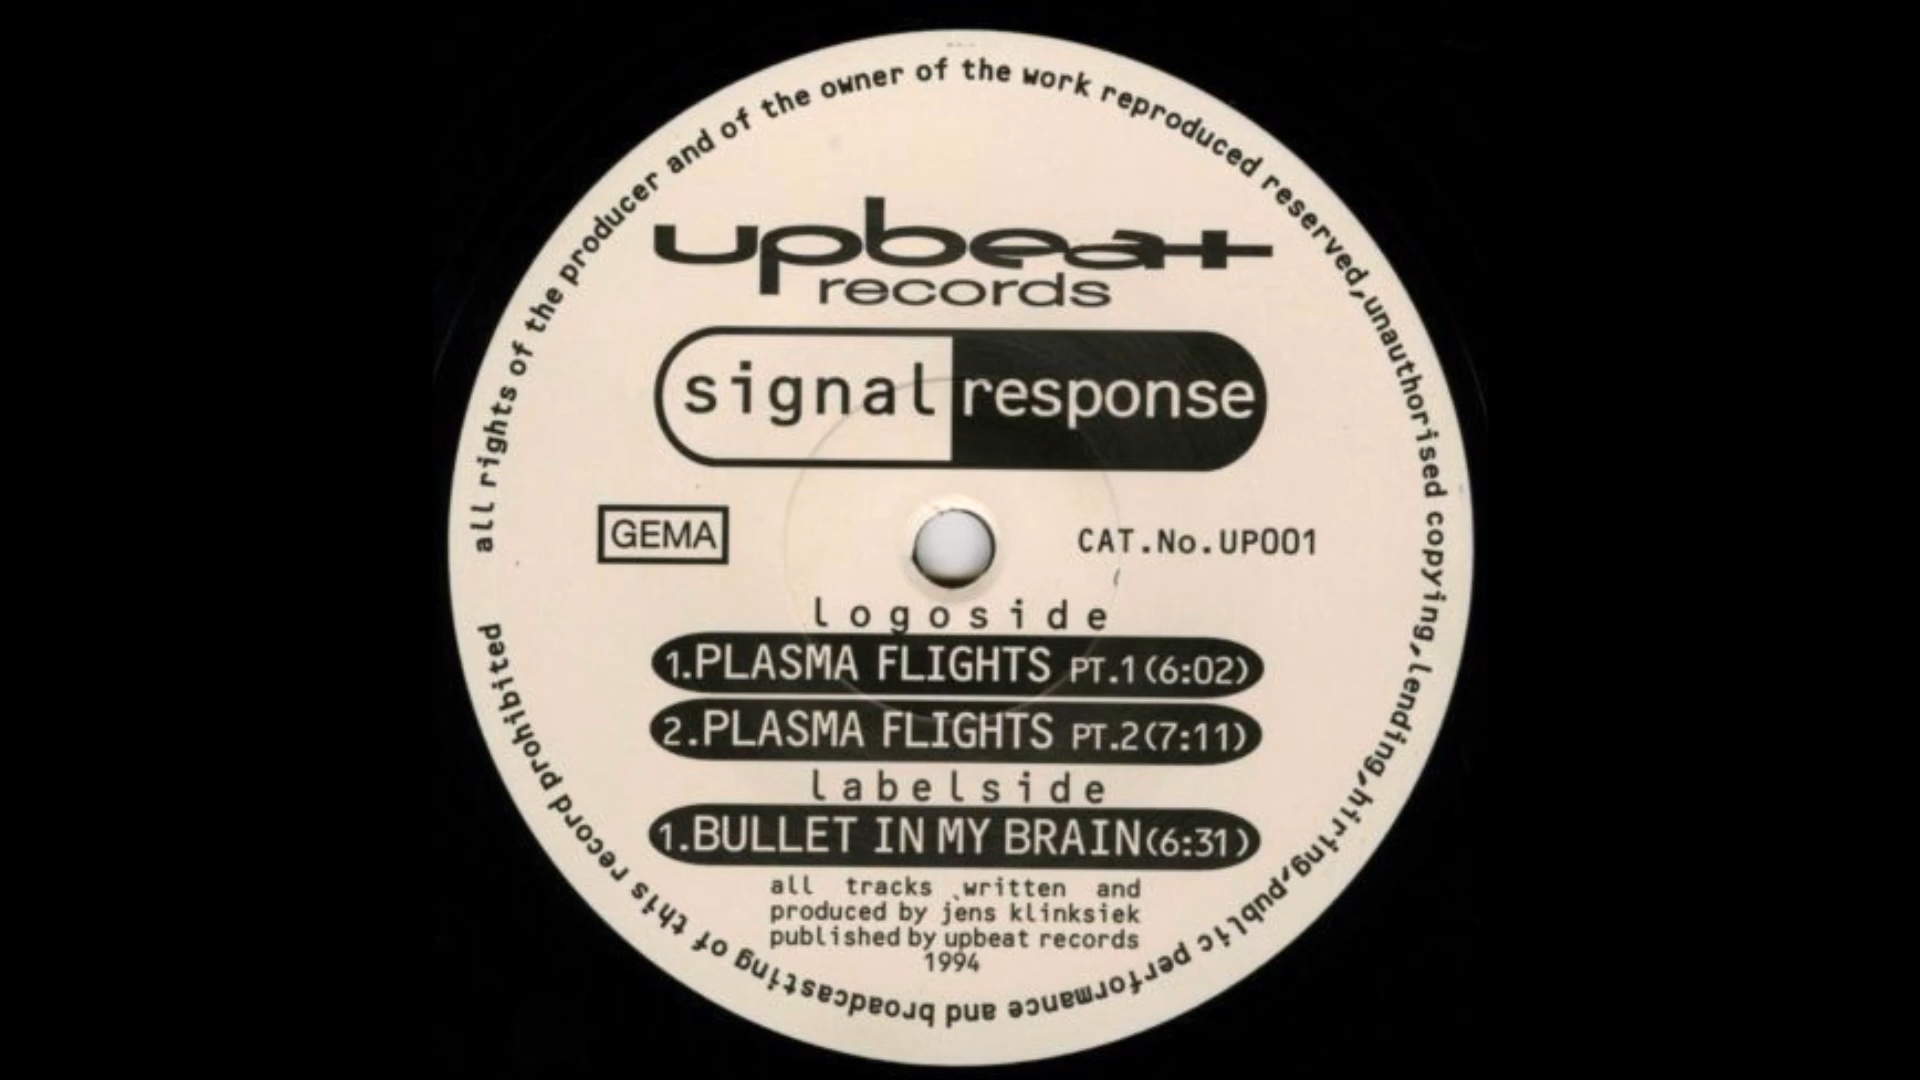 all rights of the producer and of the owner of the work reproduced reserved,unauthorised copying,lending,hiring,public performance and broadcasting of this record prohibited
upbeat
records
signal response
GEMA
CAT.No.UP001
logoside
1.PLASMA FLIGHTS PT.1(6:02)
2.PLASMA FLIGHTS PT.2(7:11)
labelside
1.BULLET IN MY BRAIN(6:31)
all tracks written and
produced by jens klinksiek
published by upbeat records
1994